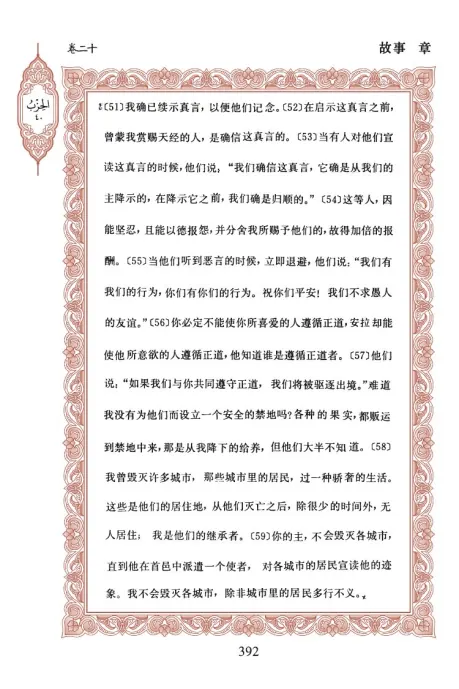 卷二十
故事 章
الحزب
٤٠
〔51〕我确已续示真言，以便他们记念。〔52〕在启示这真言之前，
曾蒙我赏赐天经的人，是确信这真言的。〔53〕当有人对他们宣
读这真言的时候，他们说：“我们确信这真言，它确是从我们的
主降示的，在降示它之前，我们确是归顺的。”〔54〕这等人，因
能坚忍，且能以德报怨，并分舍我所赐予他们的，故得加倍的报
酬。〔55〕当他们听到恶言的时候，立即退避，他们说：“我们有
我们的行为，你们有你们的行为。祝你们平安！我们不求愚人
的友谊。”〔56〕你必定不能使你所喜爱的人遵循正道，安拉却能
使他所意欲的人遵循正道，他知道谁是遵循正道者。〔57〕他们
说：“如果我们与你共同遵守正道，我们将被驱逐出境。”难道
我没有为他们而设立一个安全的禁地吗？各种的果实，都贩运
到禁地中来，那是从我降下的给养，但他们大半不知道。〔58〕
我曾毁灭许多城市，那些城市里的居民，过一种骄奢的生活。
这些是他们的居住地，从他们灭亡之后，除很少的时间外，无
人居住；我是他们的继承者。〔59〕你的主，不会毁灭各城市，
直到他在首邑中派遣一个使者，对各城市的居民宣读他的迹
象。我不会毁灭各城市，除非城市里的居民多行不义。
392